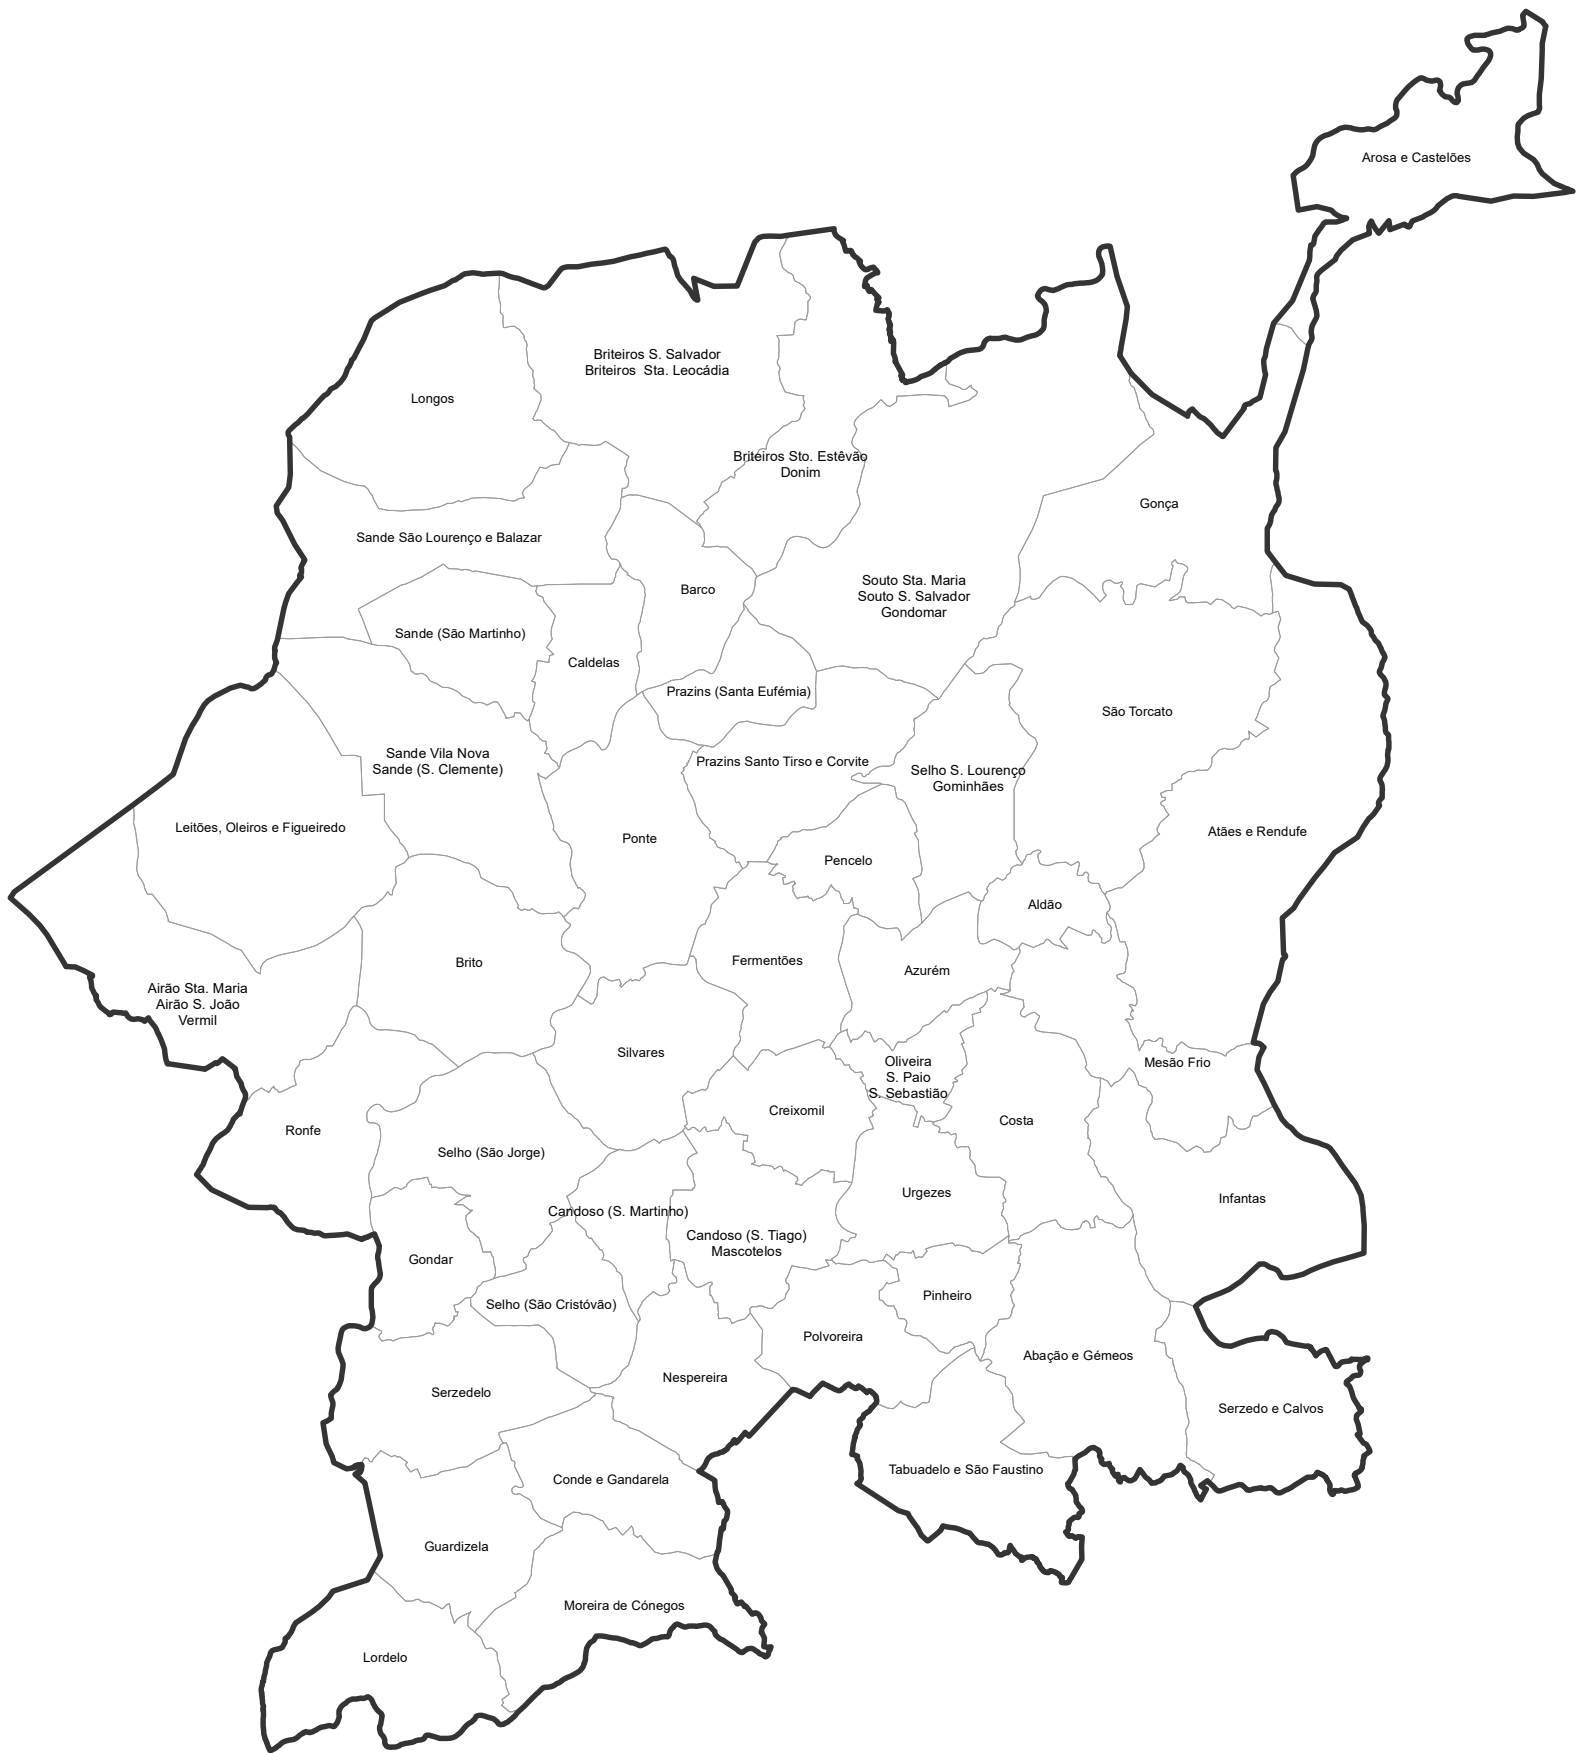 Arosa e Castelões
Briteiros S. Salvador
Briteiros  Sta. Leocádia
Longos
Briteiros Sto. Estêvão
Donim
Gonça
Sande São Lourenço e Balazar
Barco
Souto Sta. Maria
Souto S. Salvador
Gondomar
Sande (São Martinho)
Caldelas
Prazins (Santa Eufémia)
São Torcato
Sande Vila Nova
Sande (S. Clemente)
Prazins Santo Tirso e Corvite
Selho S. Lourenço
Gominhães
Leitões, Oleiros e Figueiredo
Ponte
Atães e Rendufe
Pencelo
Aldão
Brito
Fermentões
Azurém
Airão Sta. Maria
Airão S. João
Vermil
Silvares
Oliveira
S. Paio
S. Sebastião
Mesão Frio
Creixomil
Costa
Ronfe
Selho (São Jorge)
Urgezes
Infantas
Candoso (S. Martinho)
Candoso (S. Tiago)
Mascotelos
Gondar
Selho (São Cristóvão)
Pinheiro
Polvoreira
Abação e Gémeos
Nespereira
Serzedelo
Serzedo e Calvos
Conde e Gandarela
Tabuadelo e São Faustino
Guardizela
Moreira de Cónegos
Lordelo